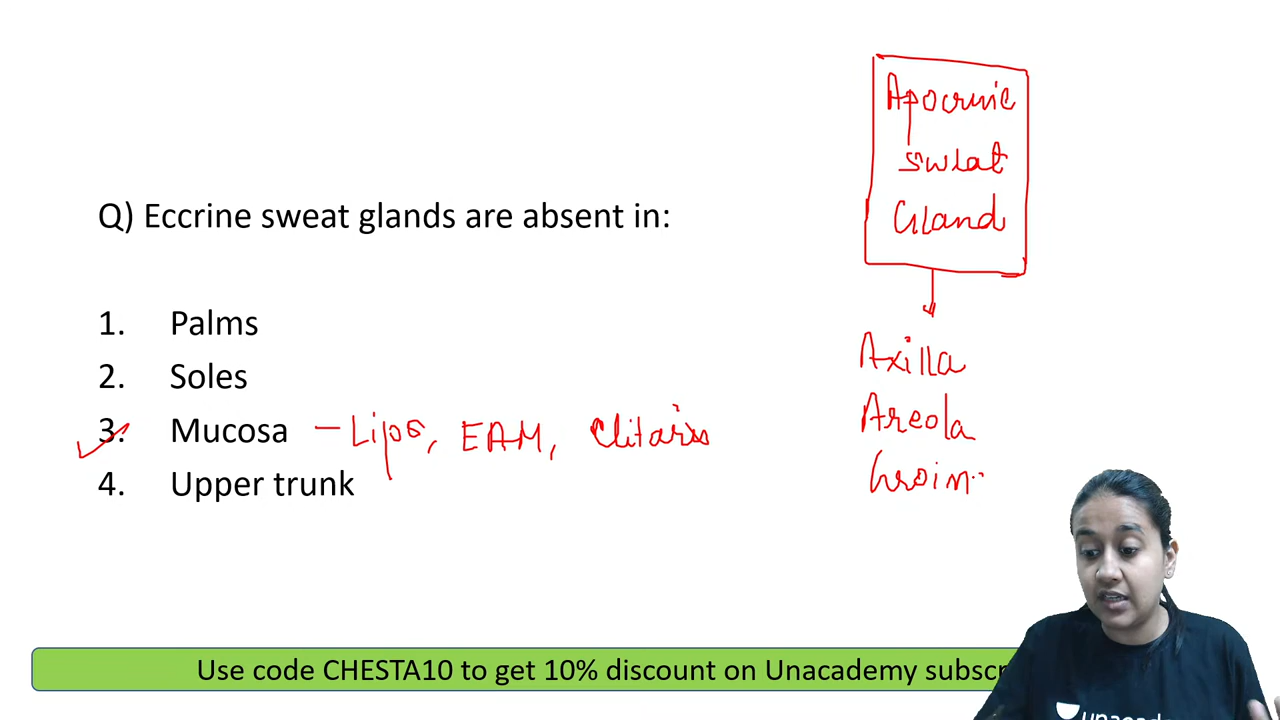 Q) Eccrine sweat glands are absent in:
1. Palms
2. Soles
3. Mucosa – Lips, EAM, Clitoris
4. Upper trunk
Apocrine
Sweat
Gland
Axilla
Areola
Groin
Use code CHESTA10 to get 10% discount on Unacademy subscr
unacade